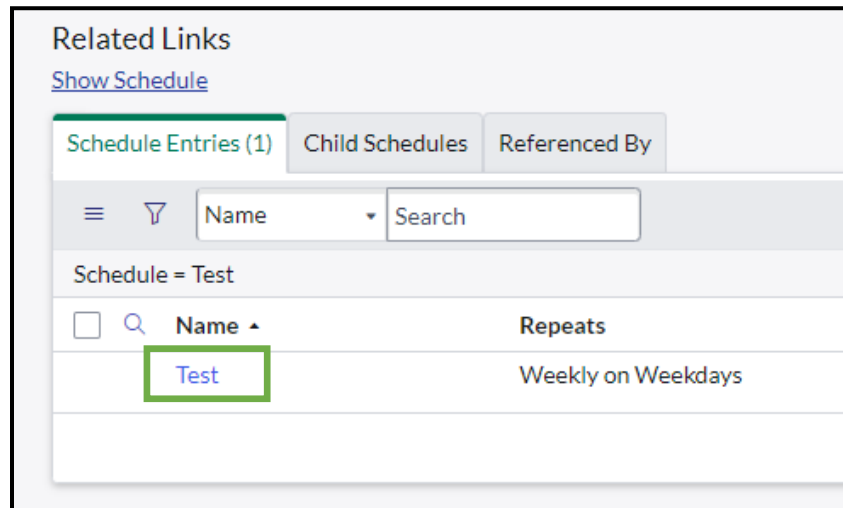 Related Links
Show Schedule
Schedule Entries (1) Child Schedules Referenced By
Name Search
Schedule = Test
Name Repeats
Test Weekly on Weekdays